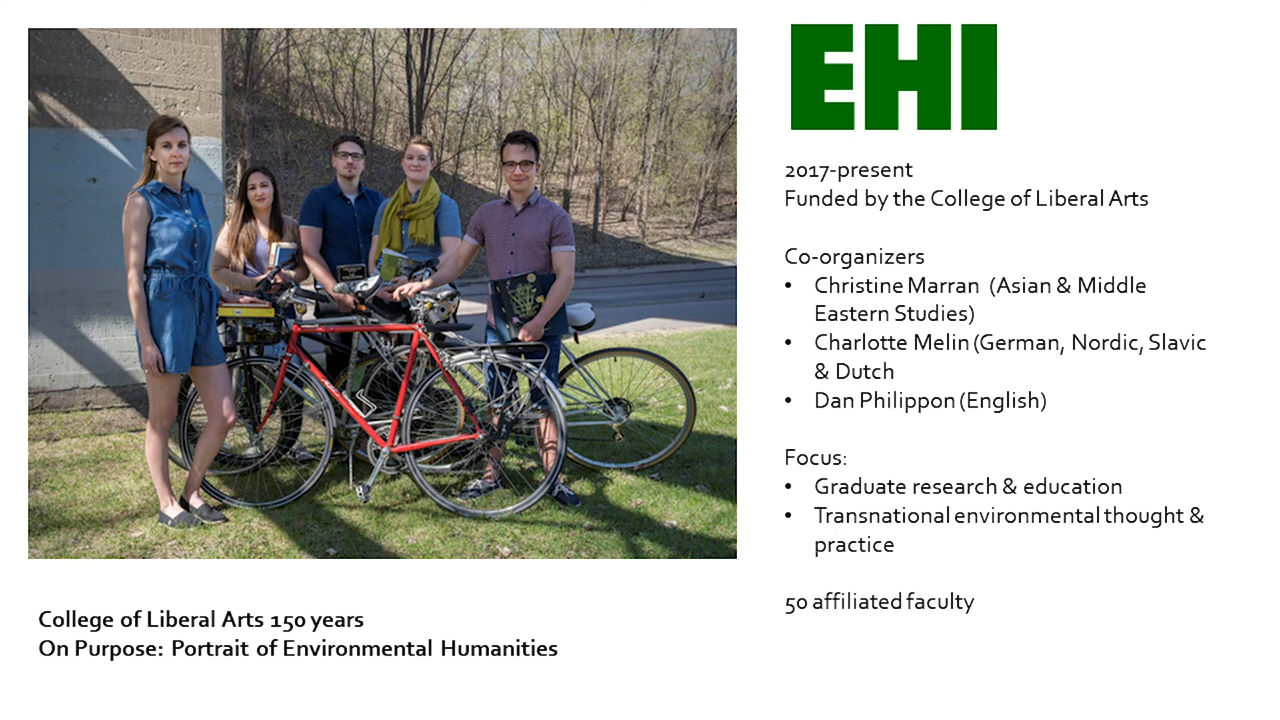 EHI
2017-present
Funded by the College of Liberal Arts
Co-organizers
• Christine Marran (Asian & Middle
Eastern Studies)
• Charlotte Melin (German, Nordic, Slavic
& Dutch
• Dan Philippon (English)
Focus:
• Graduate research & education
• Transnational environmental thought &
practice
50 affiliated faculty
College of Liberal Arts 150 years
On Purpose: Portrait of Environmental Humanities